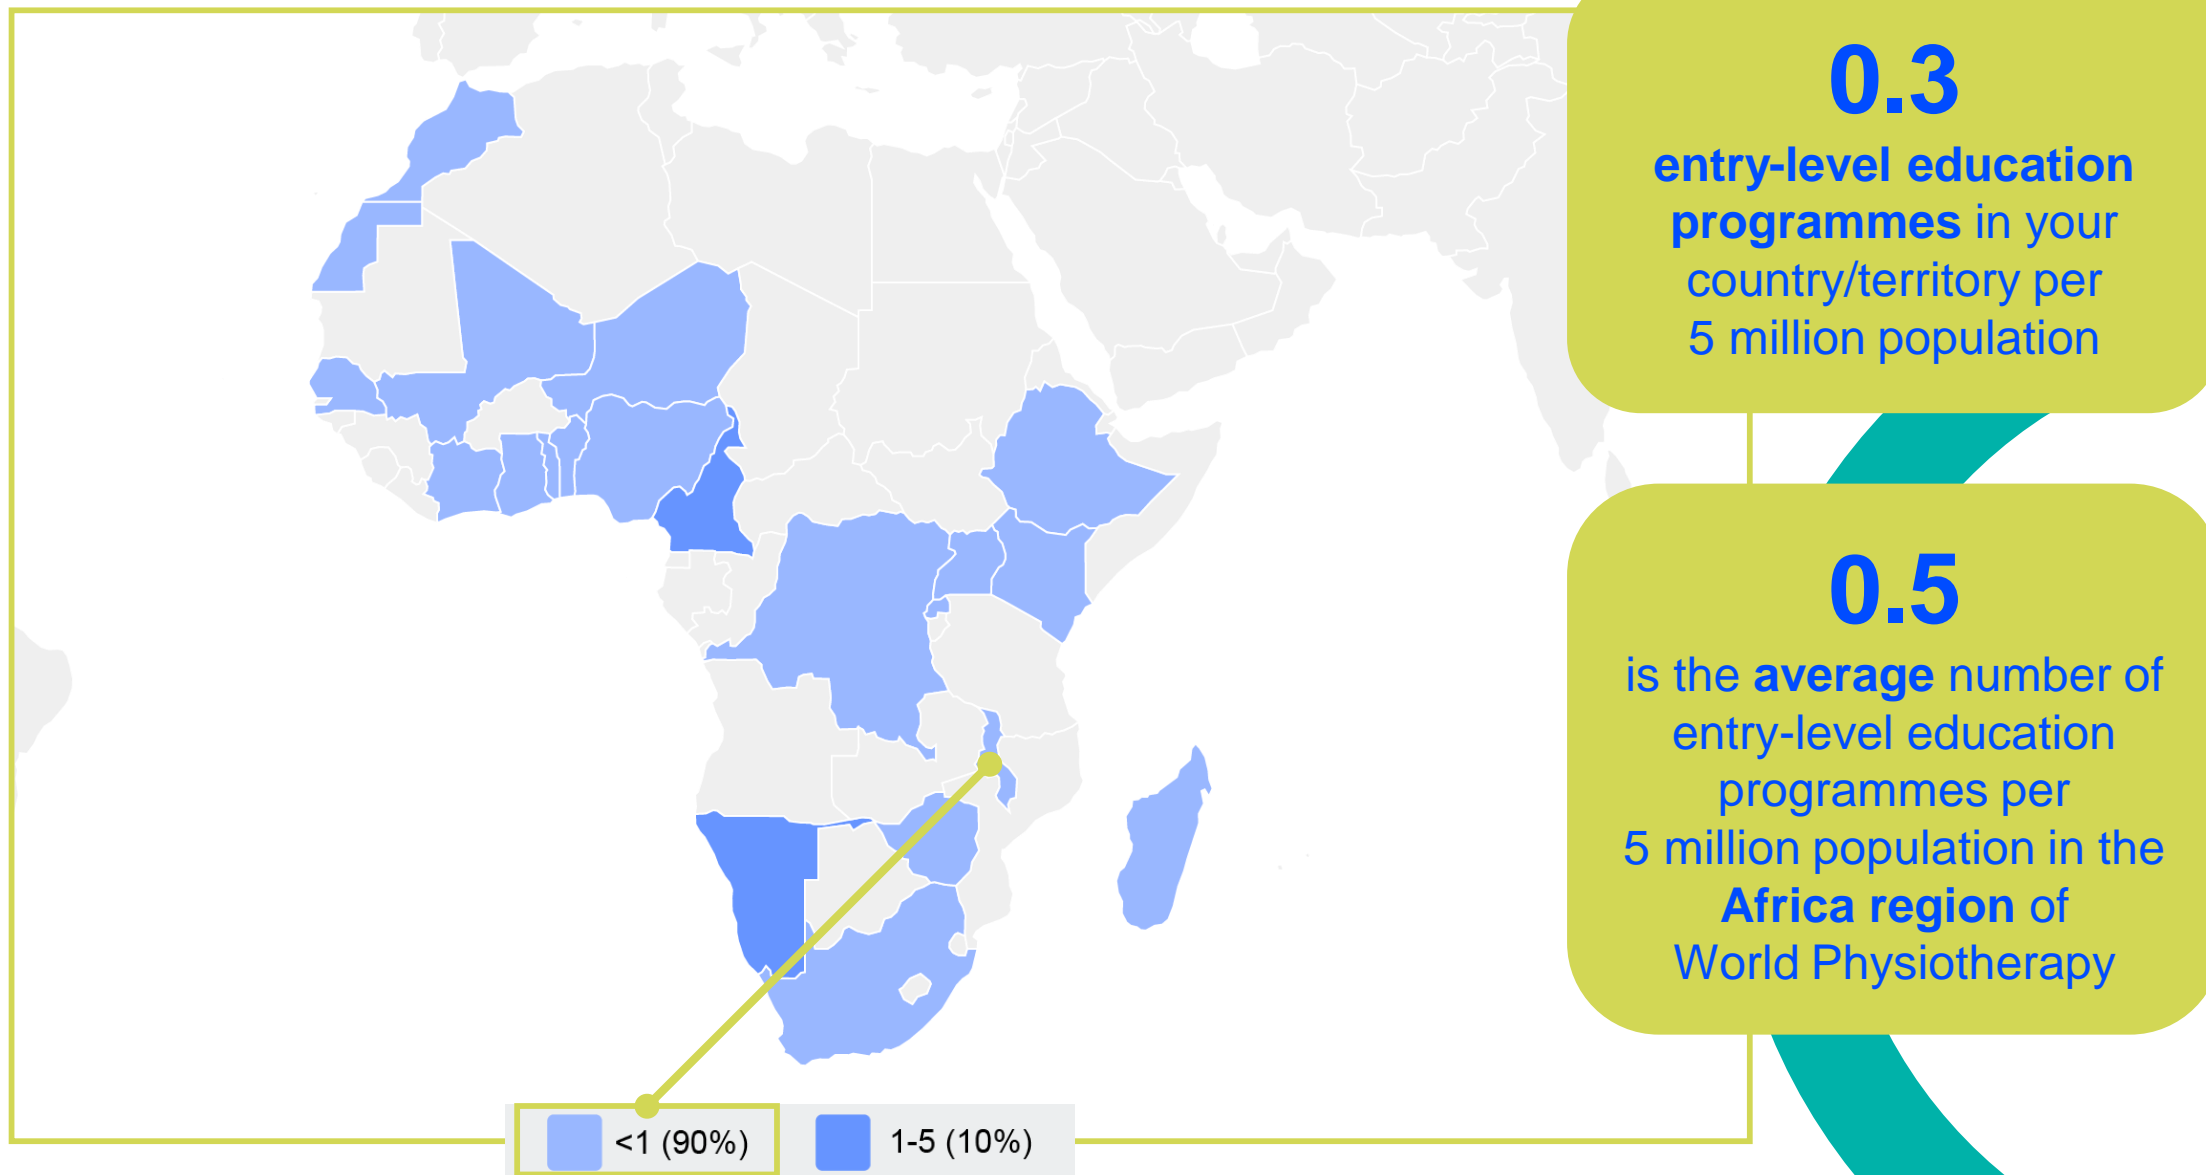 0.3
entry-level education
programmes in your
country/territory per
5 million population
0.5
is the average number of
entry-level education
programmes per
5 million population in the
Africa region of
World Physiotherapy
<1 (90%)
1-5 (10%)